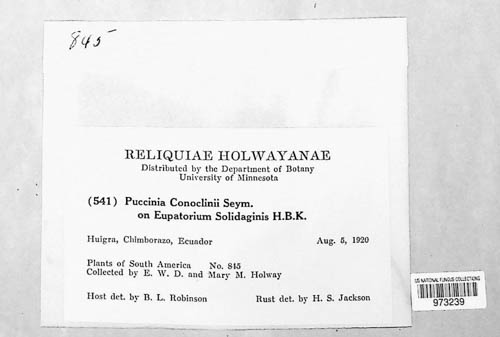 845
RELIQUIAE HOLWAYANAE
Distributed by the Department of Botany
University of Minnesota
(541) Puccinia Conoclinii Seym.
on Eupatorium Solidaginis H.B.K.
Huigra, Chimborazo, Ecuador Aug. 5, 1920
Plants of South America No. 845
Collected by E. W. D. and Mary M. Holway
Host det. by B. L. Robinson Rust det. by H. S. Jackson
US NATIONAL FUNGUS COLLECTIONS
973239